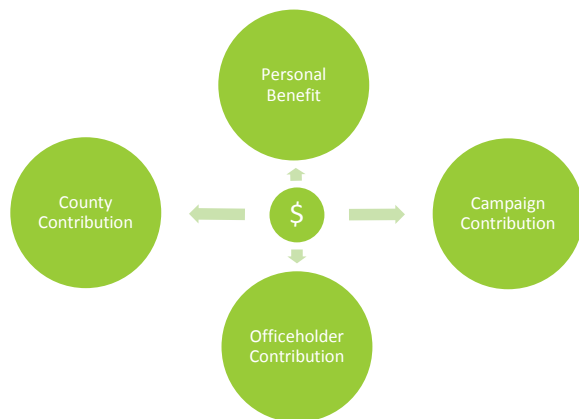 Personal
Benefit
County
Contribution
$
Campaign
Contribution
Officeholder
Contribution